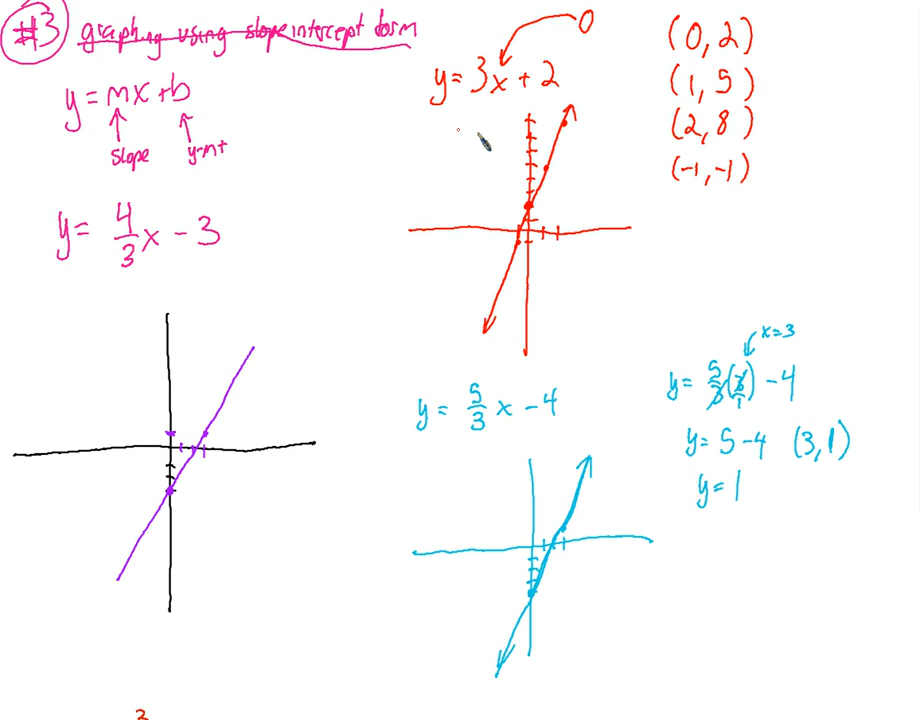 #3 graphing using slope intercept form
y = mx + b
slope y-int
y = 4/3 x - 3
0
y = 3x + 2
(0, 2)
(1, 5)
(2, 8)
(-1, -1)
y = 5/3 x - 4
x = 3
y = 5/3 (3/1) - 4
y = 5 - 4 (3, 1)
y = 1